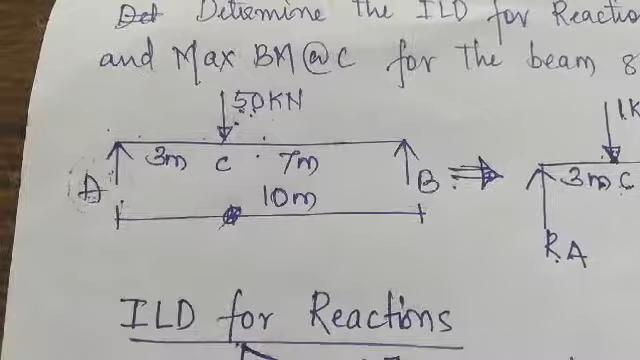 Determine the ILD for Reactio
and Max BM@C for the beam
50KN
1K
3m C 7m
A B
10m
3m C
RA
ILD for Reactions